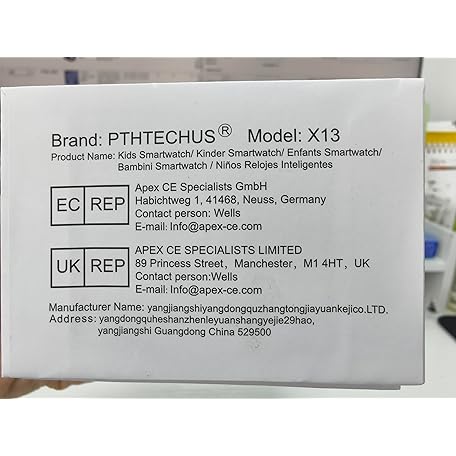 Brand: PTHTECHUS® Model: X13
Product Name: Kids Smartwatch/ Kinder Smartwatch/ Enfants Smartwatch/
Bambini Smartwatch / Niños Relojes Inteligentes
EC REP
Apex CE Specialists GmbH
Habichtweg 1, 41468, Neuss, Germany
Contact person: Wells
E-mail: Info@apex-ce.com
UK REP
APEX CE SPECIALISTS LIMITED
89 Princess Street, Manchester, M1 4HT, UK
Contact person:Wells
E-mail: Info@apex-ce.com
Manufacturer Name: yangjiangshiyangdongquzhangtongjiayuankejico.LTD.
Address: yangdongquheshanzhenleyuanshangyejie29hao,
yangjiangshi Guangdong China 529500